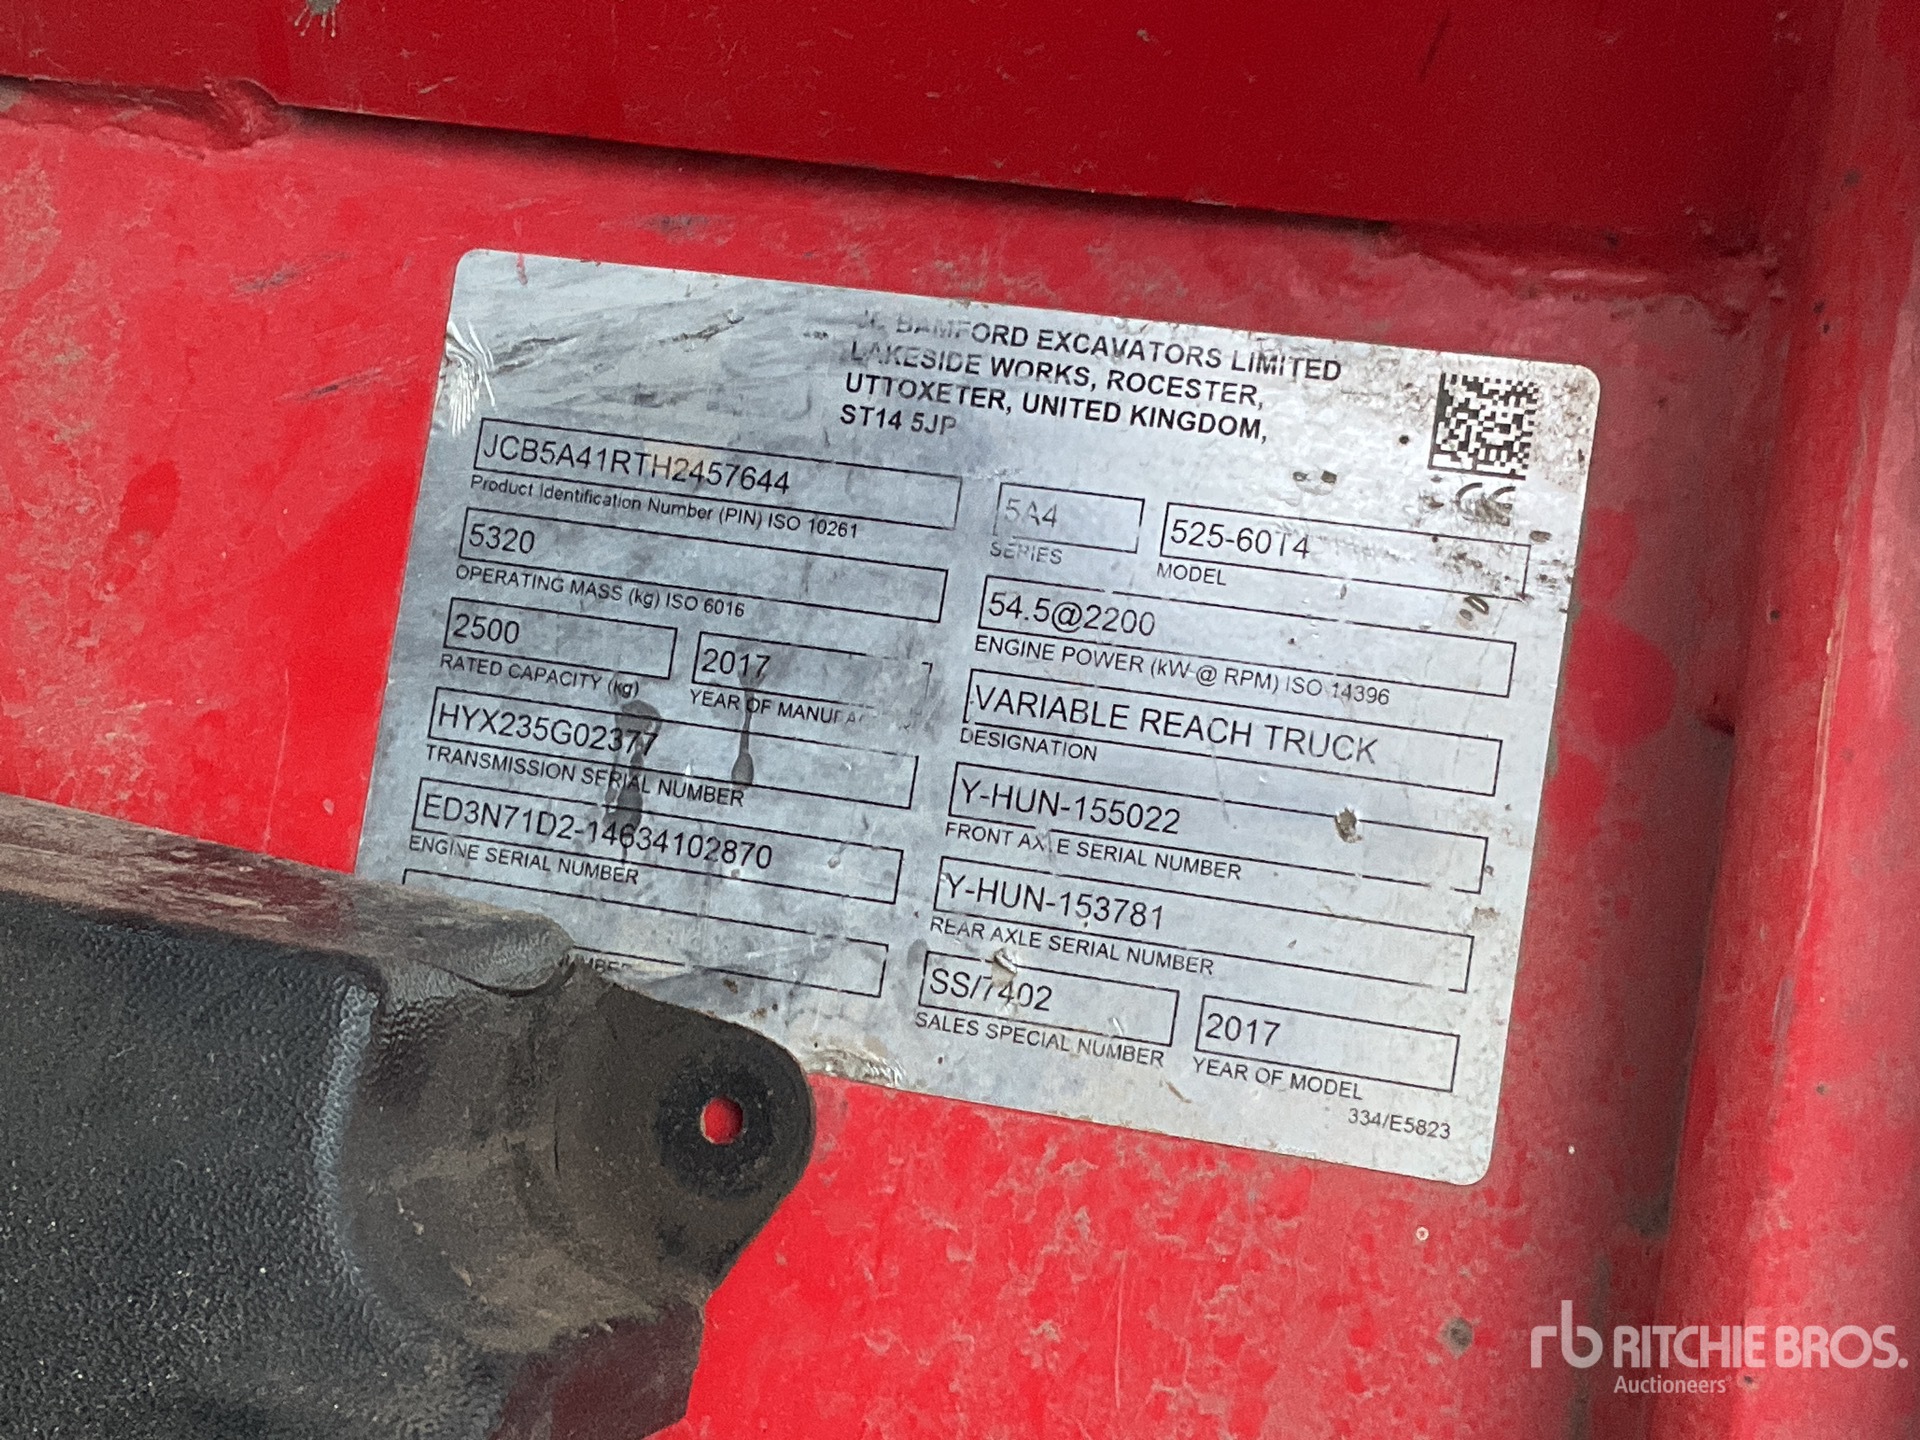 BAMFORD EXCAVATORS LIMITED
LAKESIDE WORKS, ROCESTER,
UTTOXETER, UNITED KINGDOM,
ST14 5JP
JCB5A41RTH2457644
Product Identification Number (PIN) ISO 10261
5A4
SERIES
525-60T4
MODEL
5320
OPERATING MASS (kg) ISO 6016
54.5@2200
ENGINE POWER (kW @ RPM) ISO 14396
2500
RATED CAPACITY (kg)
2017
YEAR OF MANUFAC
VARIABLE REACH TRUCK
DESIGNATION
HYX235G02377
TRANSMISSION SERIAL NUMBER
Y-HUN-155022
FRONT AXLE SERIAL NUMBER
ED3N71D2-14634102870
ENGINE SERIAL NUMBER
Y-HUN-153781
REAR AXLE SERIAL NUMBER
SS/7402
SALES SPECIAL NUMBER
2017
YEAR OF MODEL
334/E5823
rb RITCHIE BROS.
Auctioneers